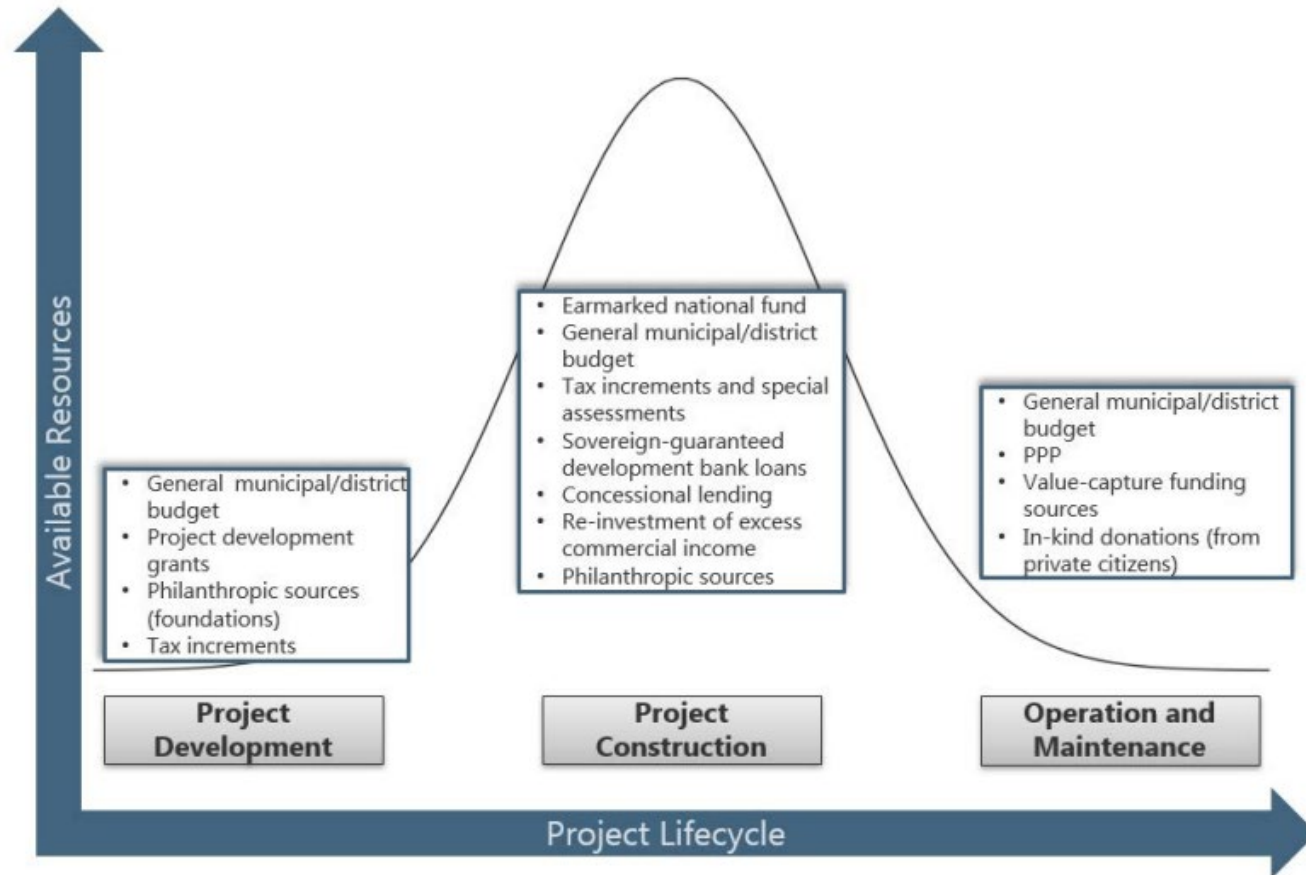 Available Resources
• General municipal/district
budget
• Project development
grants
• Philanthropic sources
(foundations)
• Tax increments
• Earmarked national fund
• General municipal/district
budget
• Tax increments and special
assessments
• Sovereign-guaranteed
development bank loans
• Concessional lending
• Re-investment of excess
commercial income
• Philanthropic sources
• General municipal/district
budget
• PPP
• Value-capture funding
sources
• In-kind donations (from
private citizens)
Project
Development
Project
Construction
Operation and
Maintenance
Project Lifecycle